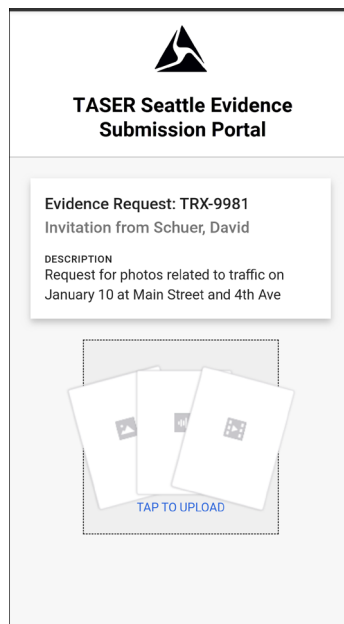 TASER Seattle Evidence
Submission Portal
Evidence Request: TRX-9981
Invitation from Schuer, David
DESCRIPTION
Request for photos related to traffic on
January 10 at Main Street and 4th Ave
TAP TO UPLOAD